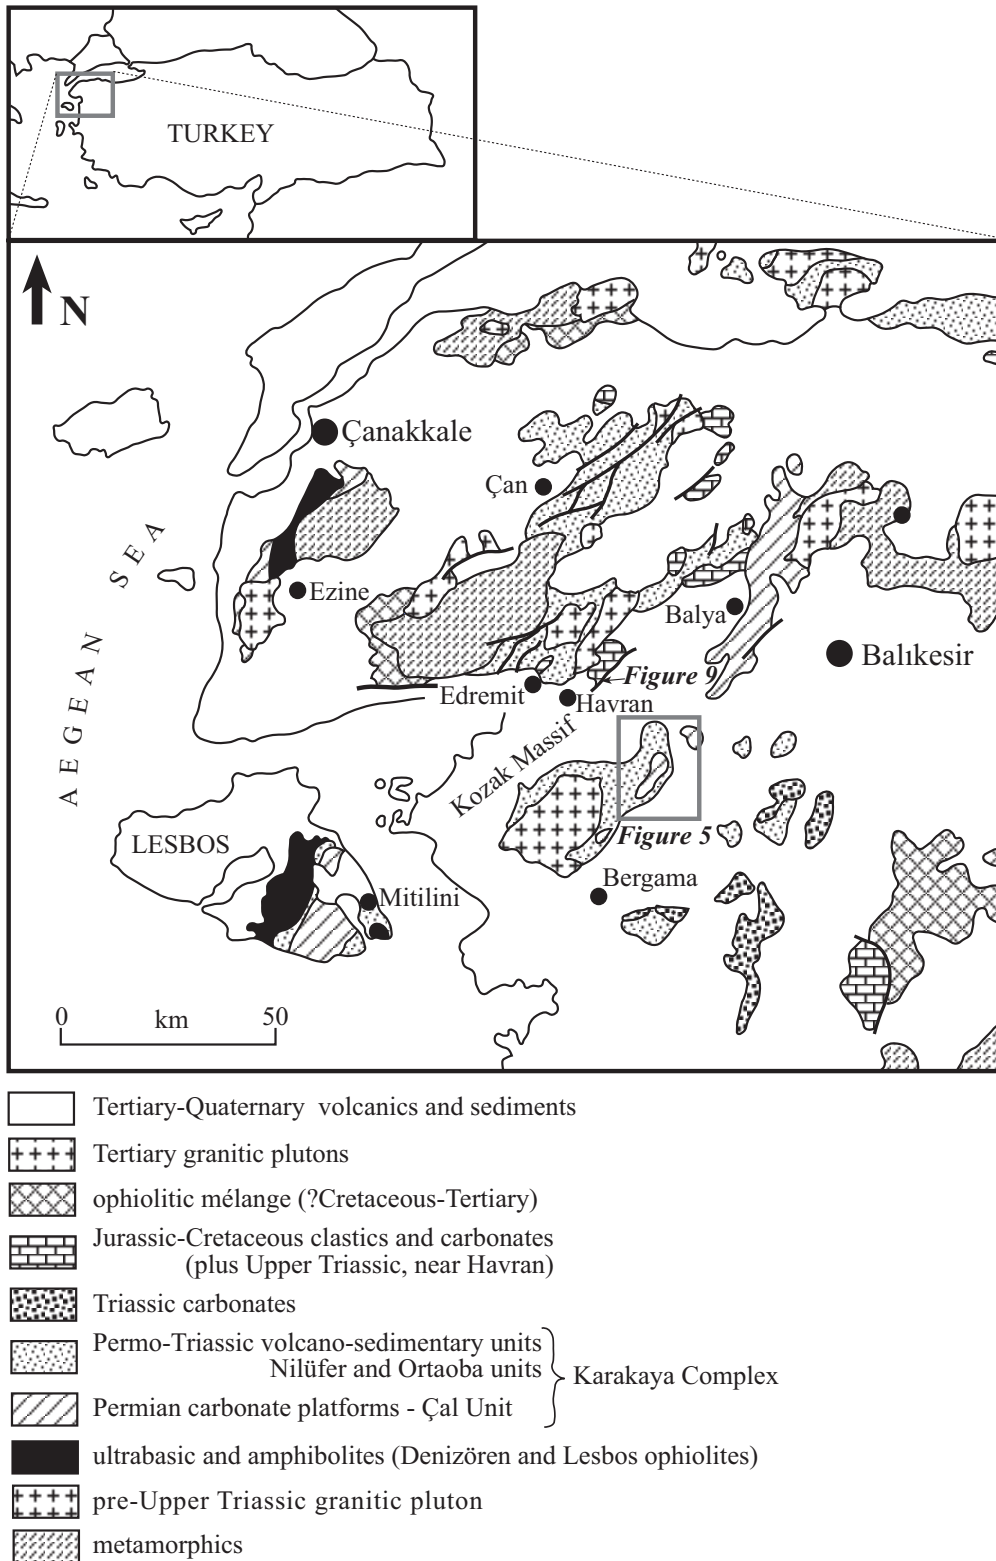 TURKEY
N
Çanakkale
Çan
AEGEAN SEA
Ezine
Balya
Balıkesir
Figure 9
Edremit
Havran
Kozak Massif
LESBOS
Figure 5
Bergama
Mitilini
0 km 50
Tertiary-Quaternary volcanics and sediments
Tertiary granitic plutons
ophiolitic mélange (?Cretaceous-Tertiary)
Jurassic-Cretaceous clastics and carbonates
(plus Upper Triassic, near Havran)
Triassic carbonates
Permo-Triassic volcano-sedimentary units
Nilüfer and Ortaoba units
Karakaya Complex
Permian carbonate platforms - Çal Unit
ultrabasic and amphibolites (Denizören and Lesbos ophiolites)
pre-Upper Triassic granitic pluton
metamorphics